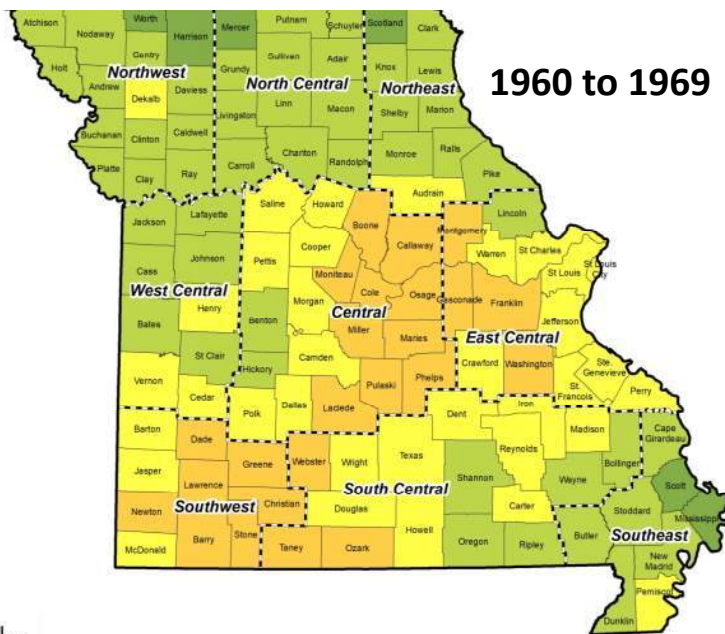 1960 to 1969
Atchison
Worth
Nodaway
Harrison
Mercer
Putnam
Schuyler
Scotland
Clark
Gentry
Holt
Northwest
Grundy
Sullivan
Adair
Knox
Lewis
North Central
Northeast
Andrew
Dekalb
Daviess
Linn
Macon
Shelby
Marion
Livingston
Buchanan
Clinton
Caldwell
Chariton
Randolph
Monroe
Ralls
Platte
Clay
Ray
Carroll
Pike
Audrain
Saline
Howard
Boone
Lincoln
Jackson
Lafayette
Callaway
Montgomery
Cooper
Warren
St Charles
Johnson
Pettis
Moniteau
St Louis
St Louis
City
Cass
West Central
Cole
Osage
Gasconade
Franklin
Henry
Morgan
Central
Jefferson
Bates
Benton
Miller
Maries
East Central
St Clair
Camden
Crawford
Washington
Ste.
Genevieve
Hickory
Pulaski
Phelps
St.
Francois
Perry
Vernon
Cedar
Polk
Dallas
Laclede
Dent
Iron
Madison
Cape
Girardeau
Barton
Dade
Webster
Wright
Texas
Reynolds
Bollinger
Jasper
Greene
Shannon
Wayne
Scott
Lawrence
South Central
Newton
Southwest
Christian
Douglas
Carter
Stoddard
Mississippi
Howell
Southeast
McDonald
Barry
Stone
Taney
Ozark
Oregon
Ripley
Butler
New
Madrid
Pemiscot
Dunklin